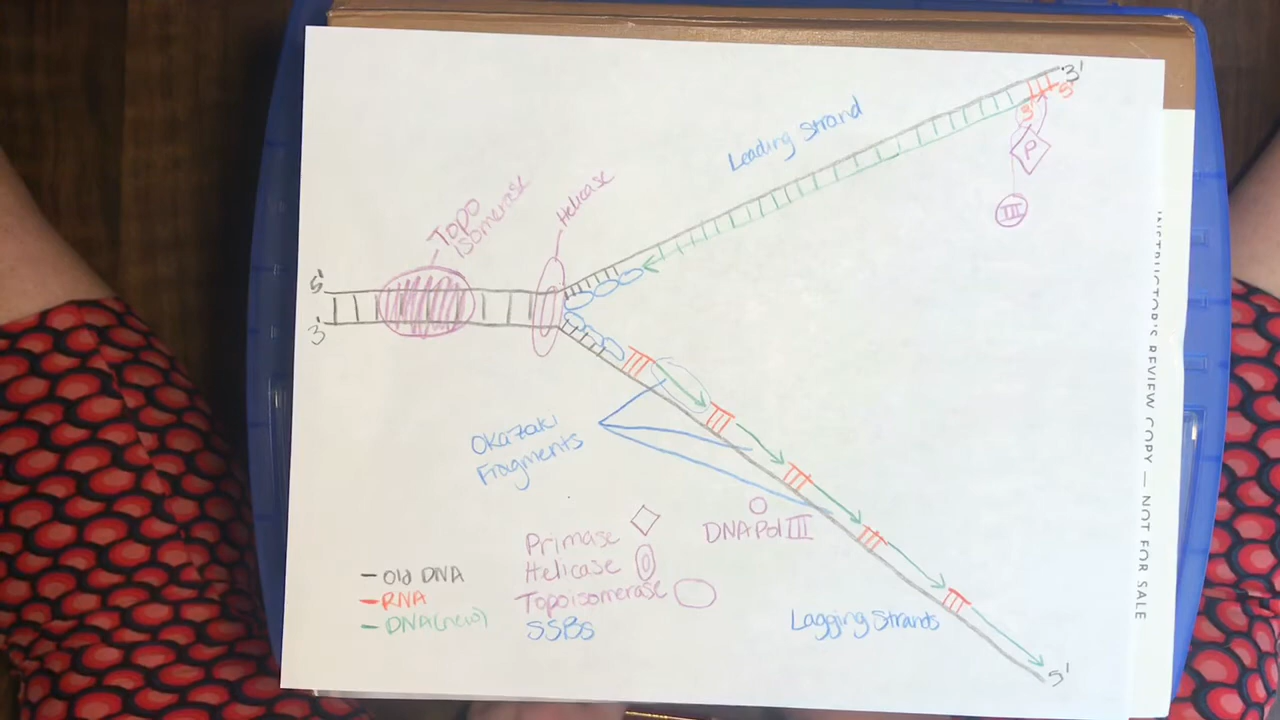 3'
5'
3'
P
III
Leading Strand
Helicase
Topo
isomerase
5'
3'
Okazaki
Fragments
Primase
Helicase
Topoisomerase
SSBs
DNA Pol III
Old DNA
RNA
DNA(new)
Lagging Strands
5'
INSTRUCTOR'S REVIEW COPY — NOT FOR SALE